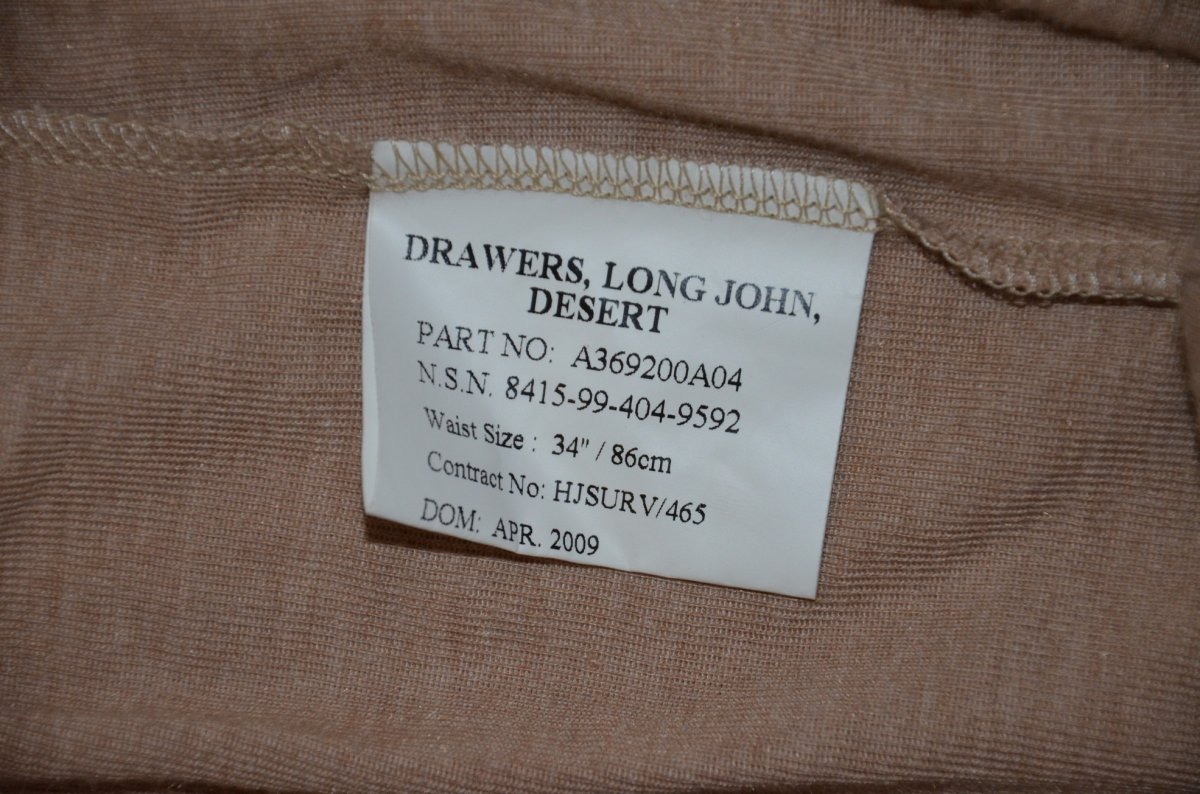 DRAWERS, LONG JOHN,
DESERT
PART NO: A369200A04
N.S.N. 8415-99-404-9592
Waist Size : 34" / 86cm
Contract No: HJSURV/465
DOM: APR. 2009